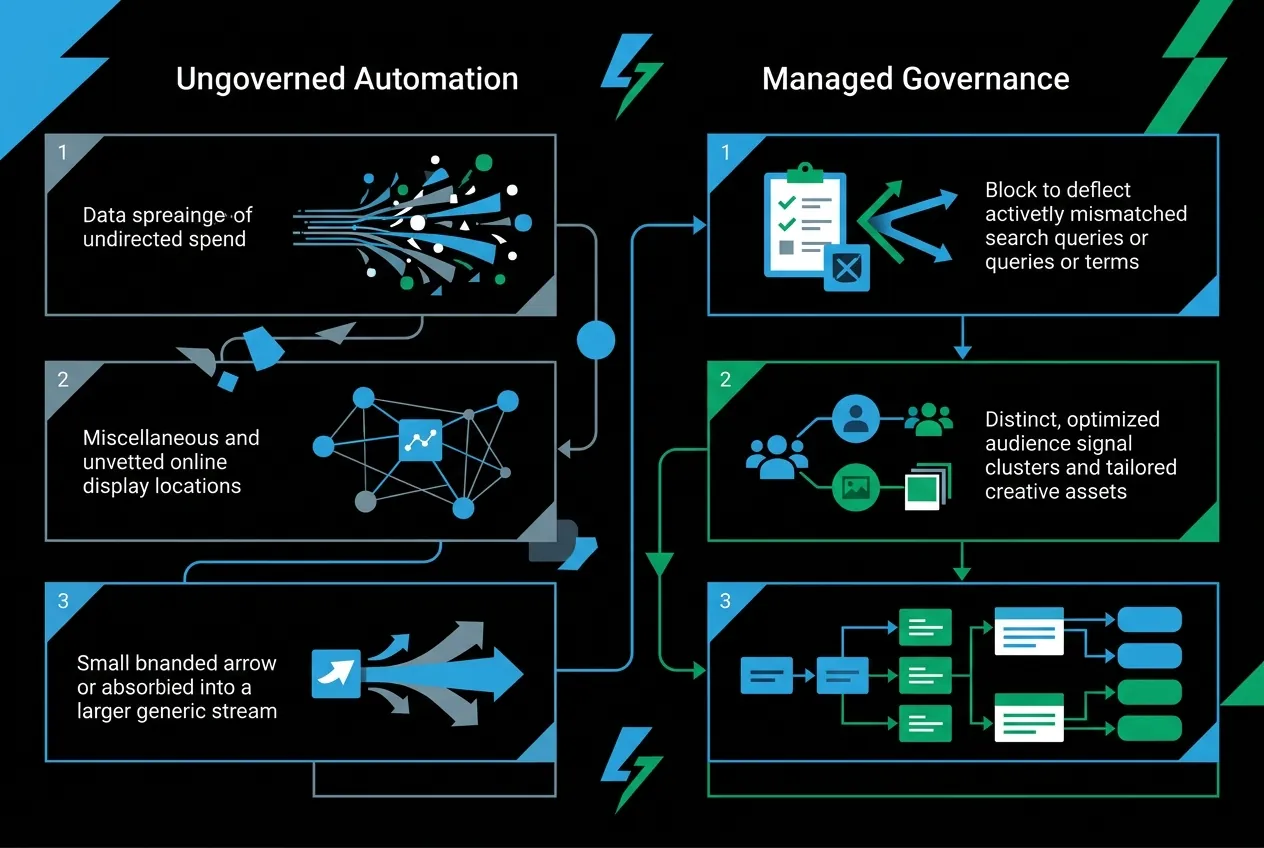 Ungoverned Automation
1
Data spreainge of
undirected spend
2
Miscellaneous and
unvetted online
display locations
3
Small bnanded arrow
or absorbied into a
larger generic stream
Managed Governance
1
Block to deflect
activetly mismatched
search queries or
queries or terms
2
Distinct, optimized
audience signal
clusters and tailored
creative assets
3